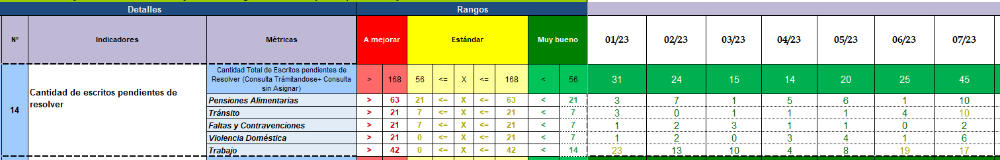 Detalles Rangos
N° Indicadores Métricas A mejorar Estándar Muy bueno 01/23 02/23 03/23 04/23 05/23 06/23 07/23
14 Cantidad de escritos pendientes de resolver
Cantidad Total de Escritos pendientes de Resolver (Consulta Trámitandose+ Consulta sin Asignar) > 168 56 <= X <= 168 < 56 31 24 15 14 20 25 45
Pensiones Alimentarias > 63 21 <= X <= 63 < 21 3 7 1 5 6 1 10
Tránsito > 21 7 <= X <= 21 < 7 3 0 1 1 1 4 10
Faltas y Contravenciones > 21 7 <= X <= 21 < 7 1 2 3 1 1 0 2
Violencia Doméstica > 21 0 <= X <= 21 < 7 1 2 0 3 4 1 6
Trabajo > 42 0 <= X <= 42 < 14 23 13 10 4 8 19 17